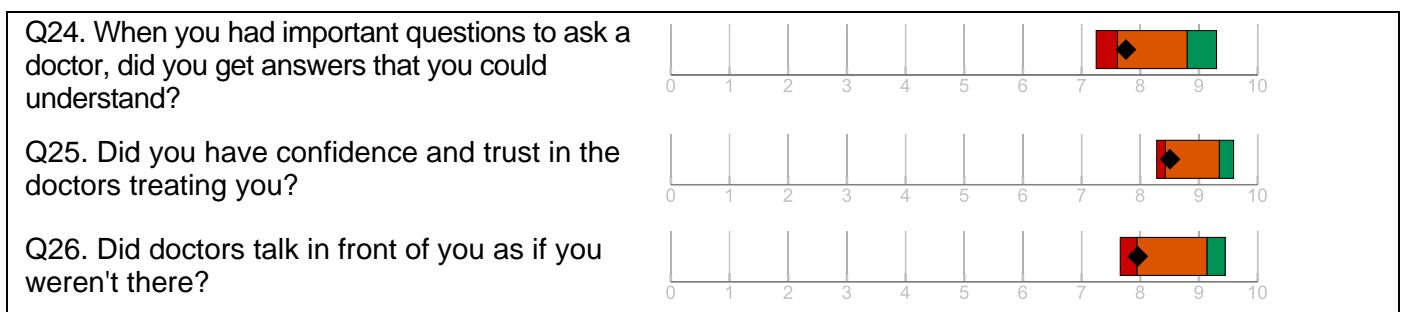 Q24. When you had important questions to ask a
doctor, did you get answers that you could
understand?
0 1 2 3 4 5 6 7 8 9 10
Q25. Did you have confidence and trust in the
doctors treating you?
0 1 2 3 4 5 6 7 8 9 10
Q26. Did doctors talk in front of you as if you
weren't there?
0 1 2 3 4 5 6 7 8 9 10